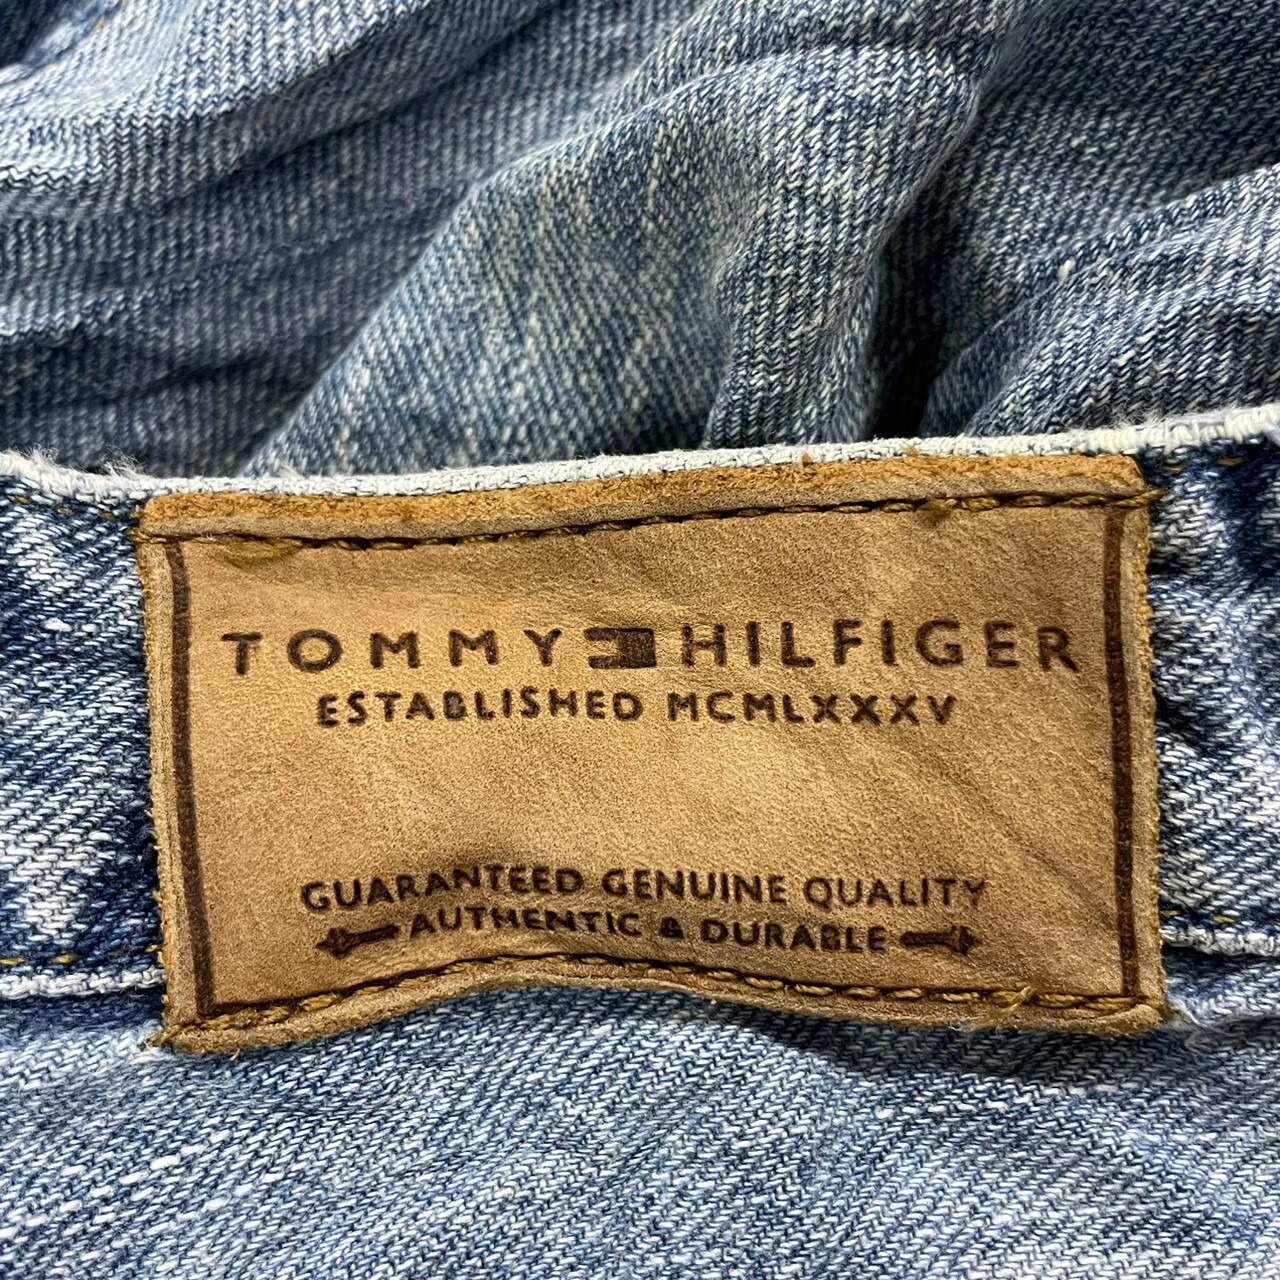 TOMMY HILFIGER
ESTABLISHED MCMLXXXV
GUARANTEED GENUINE QUALITY
AUTHENTIC & DURABLE